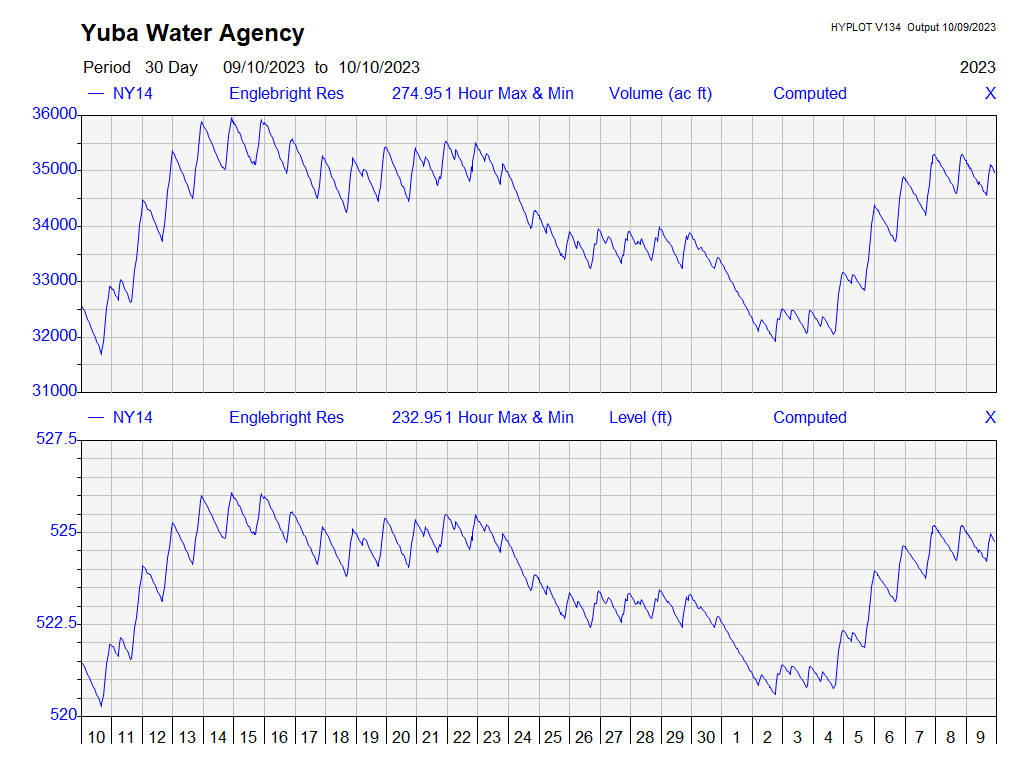 Yuba Water Agency
HYPLOT V134 Output 10/09/2023
Period 30 Day 09/10/2023 to 10/10/2023 2023
— NY14 Englebright Res 274.951 Hour Max & Min Volume (ac ft) Computed X
36000
35000
34000
33000
32000
31000
— NY14 Englebright Res 232.951 Hour Max & Min Level (ft) Computed X
527.5
525
522.5
520
10 11 12 13 14 15 16 17 18 19 20 21 22 23 24 25 26 27 28 29 30 1 2 3 4 5 6 7 8 9